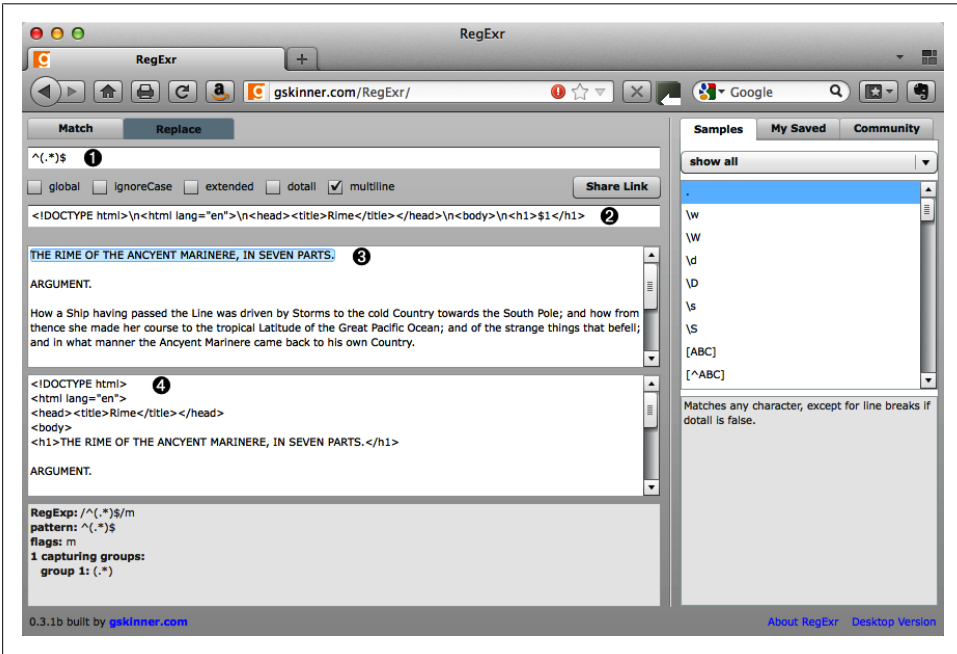 RegExr
RegExr
+
gskinner.com/RegExr/
Google
Match
Replace
^(.*)$ ❶
global ignoreCase extended dotall multiline
Share Link
<!DOCTYPE html>\n<html lang="en">\n<head><title>Rime</title></head>\n<body>\n<h1>$1</h1> ❷
THE RIME OF THE ANCYENT MARINERE, IN SEVEN PARTS. ❸
ARGUMENT.
How a Ship having passed the Line was driven by Storms to the cold Country towards the South Pole; and how from
thence she made her course to the tropical Latitude of the Great Pacific Ocean; and of the strange things that befell;
and in what manner the Ancyent Marinere came back to his own Country.
<!DOCTYPE html> ❹
<html lang="en">
<head><title>Rime</title></head>
<body>
<h1>THE RIME OF THE ANCYENT MARINERE, IN SEVEN PARTS.</h1>
ARGUMENT.
RegExp: /^(.*)$/m
pattern: ^(.*)$
flags: m
1 capturing groups:
group 1: (.*)
Samples
My Saved
Community
show all
.
\w
\W
\d
\D
\s
\S
[ABC]
[^ABC]
Matches any character, except for line breaks if
dotall is false.
0.3.1b built by gskinner.com
About RegExr Desktop Version